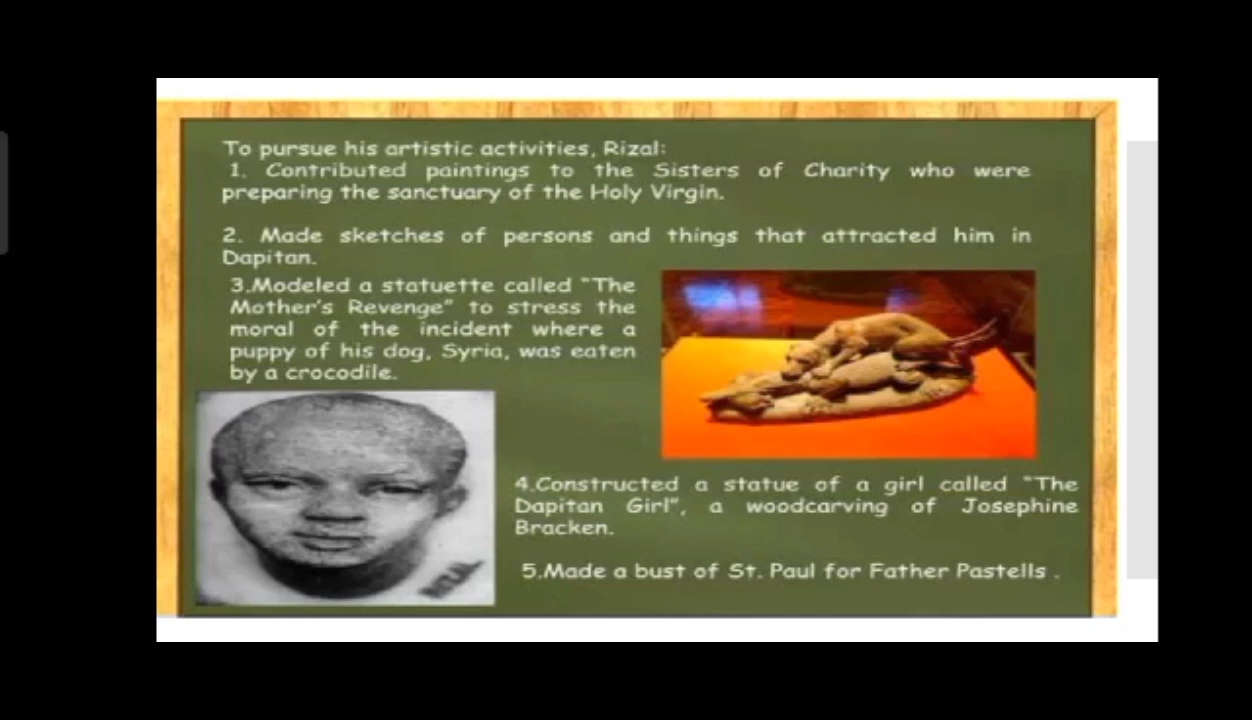 To pursue his artistic activities, Rizal:
1. Contributed paintings to the Sisters of Charity who were
preparing the sanctuary of the Holy Virgin.
2. Made sketches of persons and things that attracted him in
Dapitan.
3.Modeled a statuette called “The
Mother’s Revenge” to stress the
moral of the incident where a
puppy of his dog, Syria, was eaten
by a crocodile.
4.Constructed a statue of a girl called “The
Dapitan Girl”, a woodcarving of Josephine
Bracken.
5.Made a bust of St. Paul for Father Pastells .
RIZAL